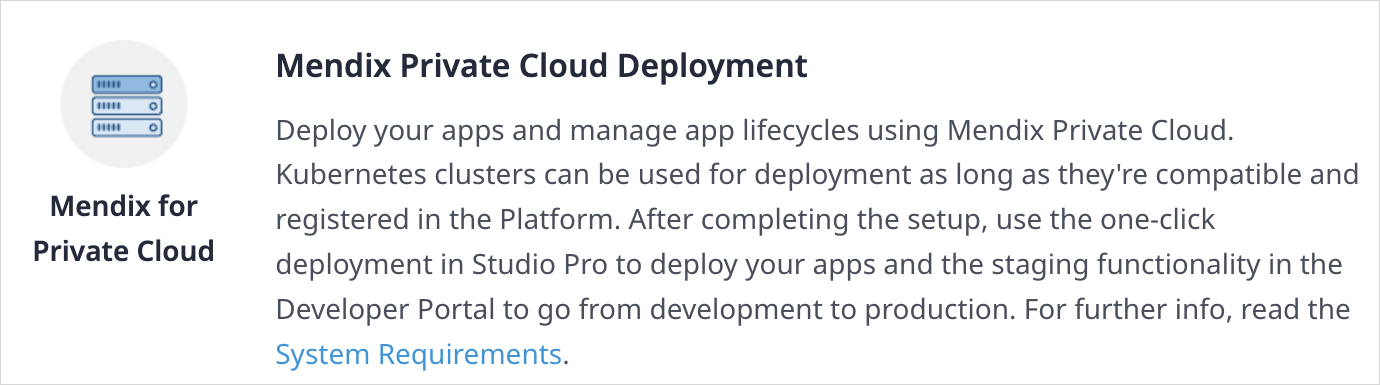 Mendix for
Private Cloud
Mendix Private Cloud Deployment
Deploy your apps and manage app lifecycles using Mendix Private Cloud.
Kubernetes clusters can be used for deployment as long as they're compatible and
registered in the Platform. After completing the setup, use the one-click
deployment in Studio Pro to deploy your apps and the staging functionality in the
Developer Portal to go from development to production. For further info, read the
System Requirements.